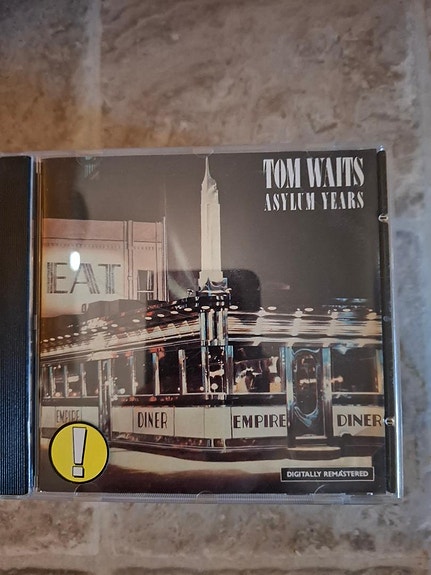 TOM WAITS
ASYLUM YEARS
EAT
EMPIRE DINER EMPIRE DINER
!
DIGITALLY REMASTERED